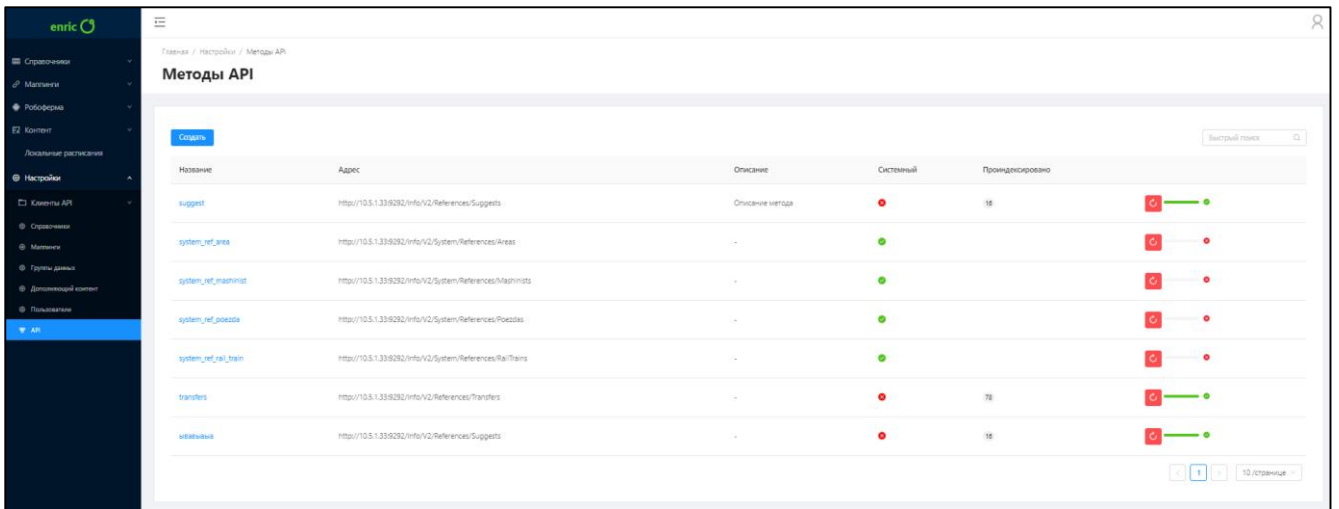 enric
Главная / Настройки / Методы API
Методы API
Справочники
Маппинги
Робоферма
Контент
Локальные расписания
Настройки
Клиенты API
Справочники
Маппинги
Группы данных
Дополняющий контент
Пользователи
API
Создать
Быстрый поиск
Название Адрес Описание Системный Проиндексировано
suggest http://10.5.1.33:9292/Info/V2/References/Suggests Описание метода 16
system_ref_area http://10.5.1.33:9292/Info/V2/System/References/Areas -
system_ref_mashinist http://10.5.1.33:9292/Info/V2/System/References/Mashinists -
system_ref_poezda http://10.5.1.33:9292/Info/V2/System/References/Poezdas -
system_ref_rail_train http://10.5.1.33:9292/Info/V2/System/References/RailTrains -
transfers http://10.5.1.33:9292/Info/V2/References/Transfers - 78
http://10.5.1.33:9292/Info/V2/References/Suggests - 16
1 10 /странице